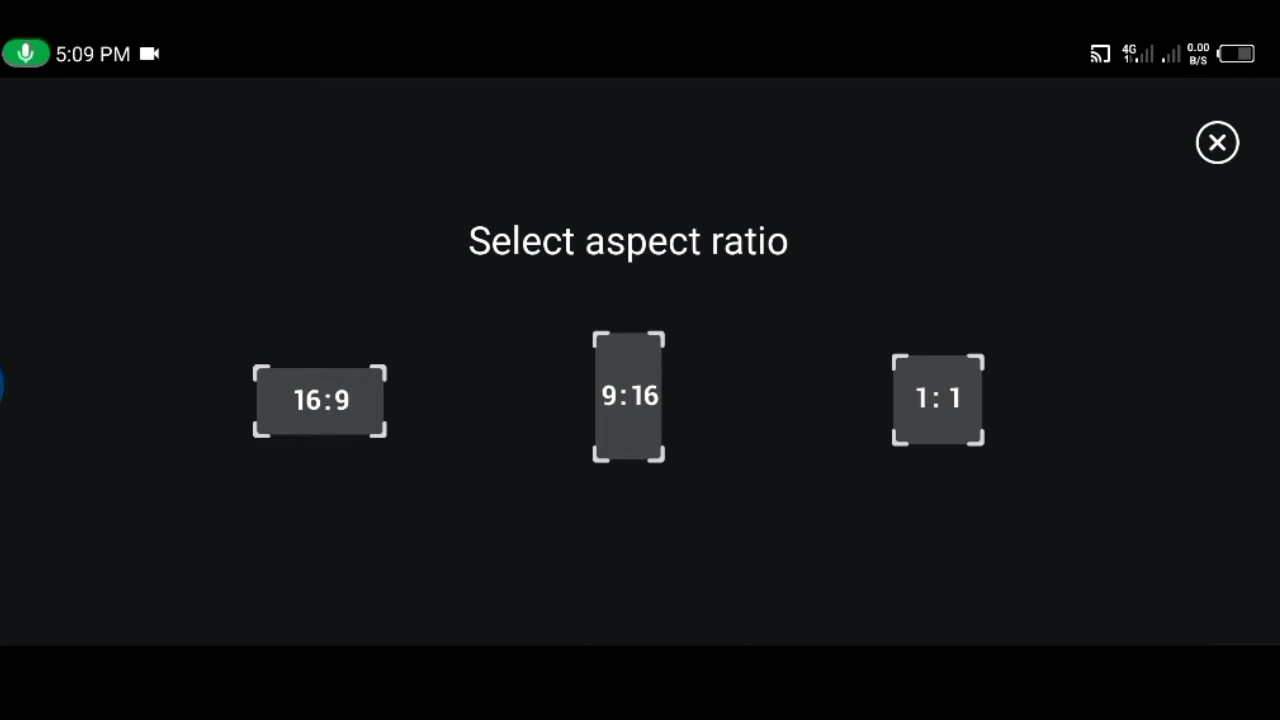 5:09 PM
4G
0.00
B/S
Select aspect ratio
16:9
9:16
1:1